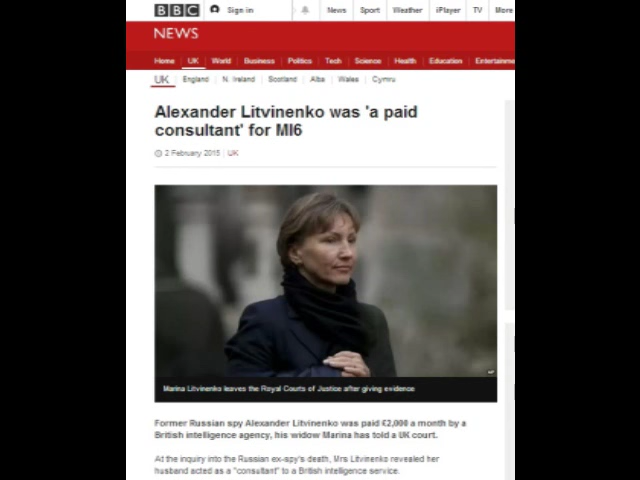 BBC Sign in News Sport Weather iPlayer TV More
NEWS
Home UK World Business Politics Tech Science Health Education Entertainme
UK England N. Ireland Scotland Alba Wales Cymru
Alexander Litvinenko was 'a paid
consultant' for MI6
2 February 2015 UK
Marina Litvinenko leaves the Royal Courts of Justice after giving evidence
Former Russian spy Alexander Litvinenko was paid £2,000 a month by a
British intelligence agency, his widow Marina has told a UK court.
At the inquiry into the Russian ex-spy's death, Mrs Litvinenko revealed her
husband acted as a "consultant" to a British intelligence service.